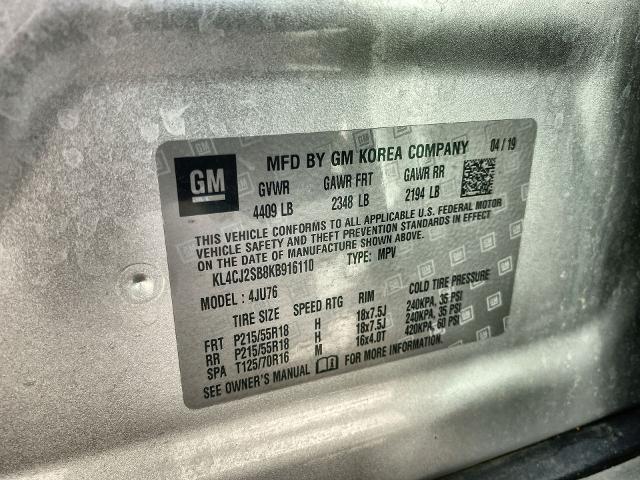 GM
MFD BY GM KOREA COMPANY 04/19
GVWR GAWR FRT GAWR RR
4409 LB 2348 LB 2194 LB
THIS VEHICLE CONFORMS TO ALL APPLICABLE U.S. FEDERAL MOTOR
VEHICLE SAFETY AND THEFT PREVENTION STANDARDS IN EFFECT
ON THE DATE OF MANUFACTURE SHOWN ABOVE.
KL4CJ2SB8KB916110 TYPE: MPV
MODEL: 4JU76
TIRE SIZE SPEED RTG RIM COLD TIRE PRESSURE
FRT P215/55R18 H 18x7.5J 240KPA, 35 PSI
RR P215/55R18 H 18x7.5J 240KPA, 35 PSI
SPA T125/70R16 M 16x4.0T 420KPA, 60 PSI
SEE OWNER'S MANUAL FOR MORE INFORMATION.